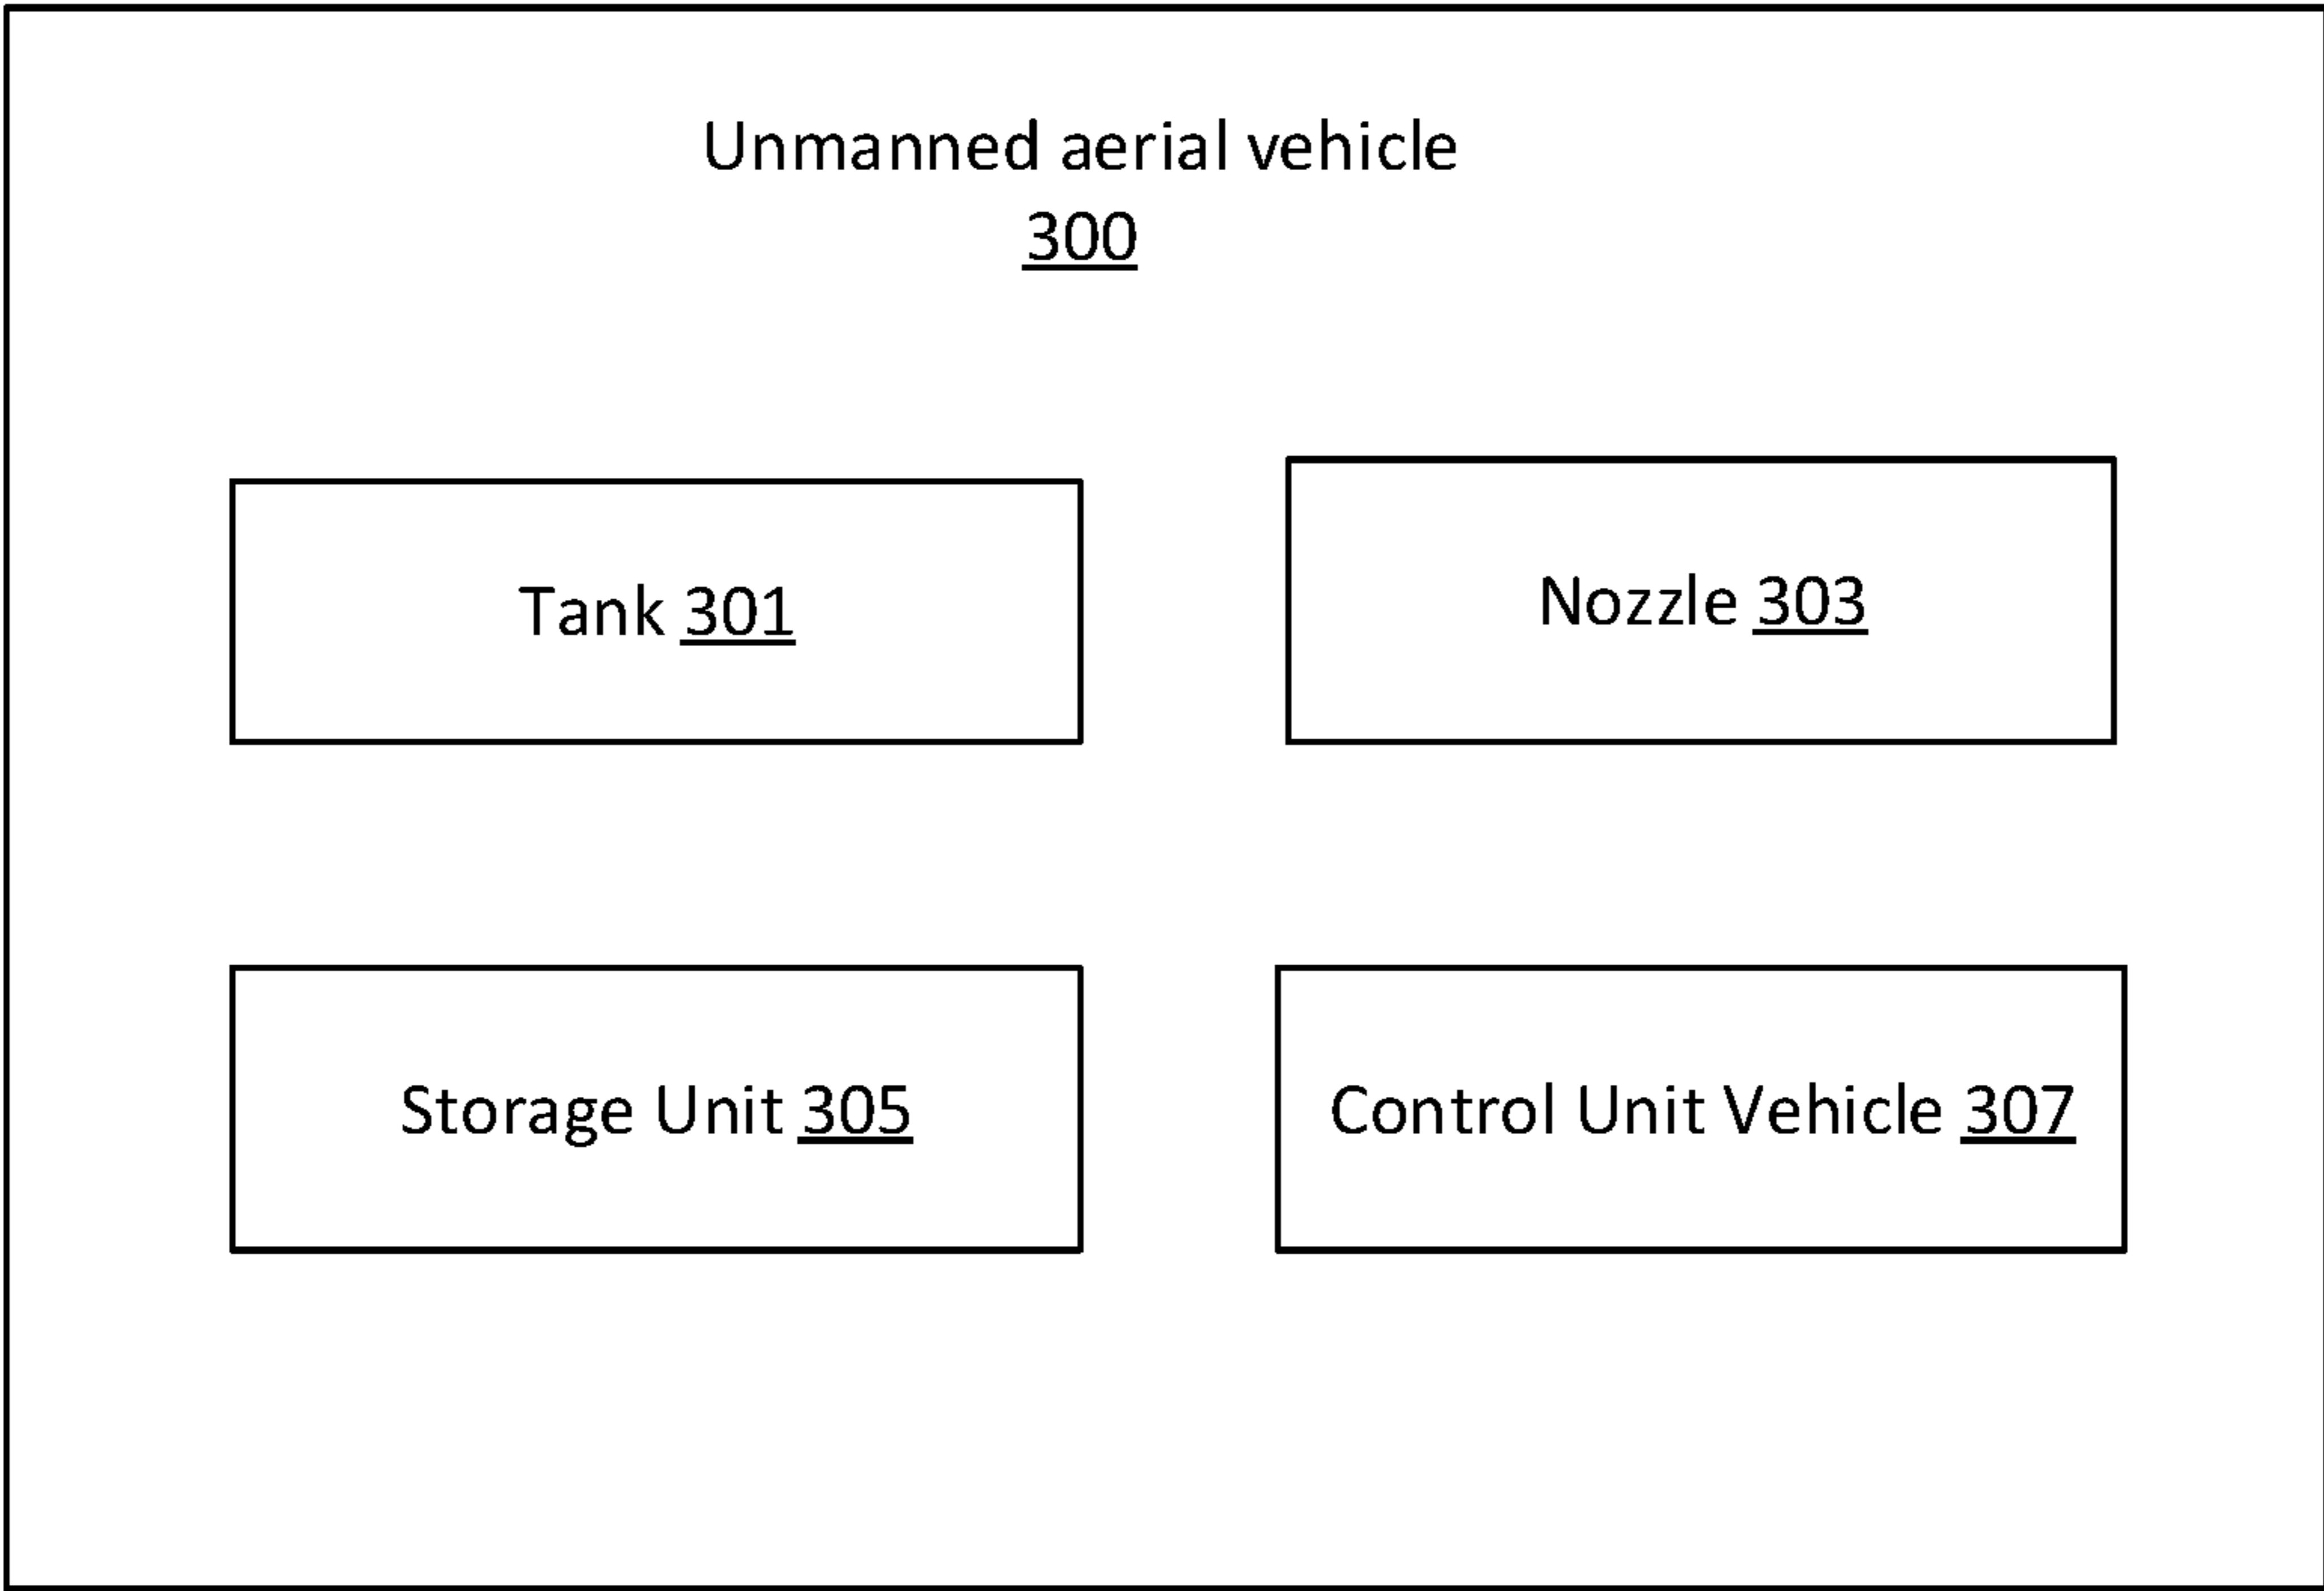 Unmanned aerial vehicle
300
Tank 301
Nozzle 303
Storage Unit 305
Control Unit Vehicle 307